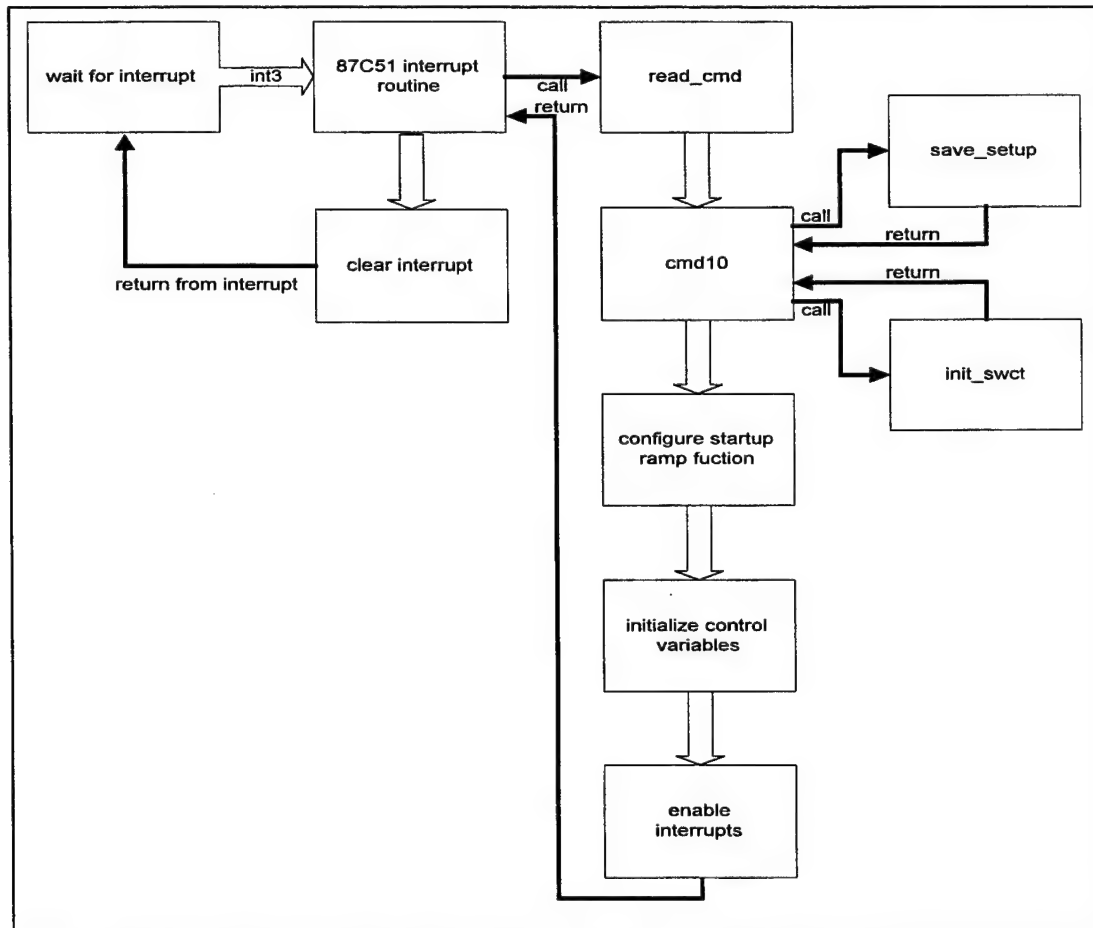 wait for interrupt
int3
87C51 interrupt
routine
call
return
read_cmd
save_setup
call
return
cmd10
return
call
init_swct
clear interrupt
return from interrupt
configure startup
ramp fuction
initialize control
variables
enable
interrupts